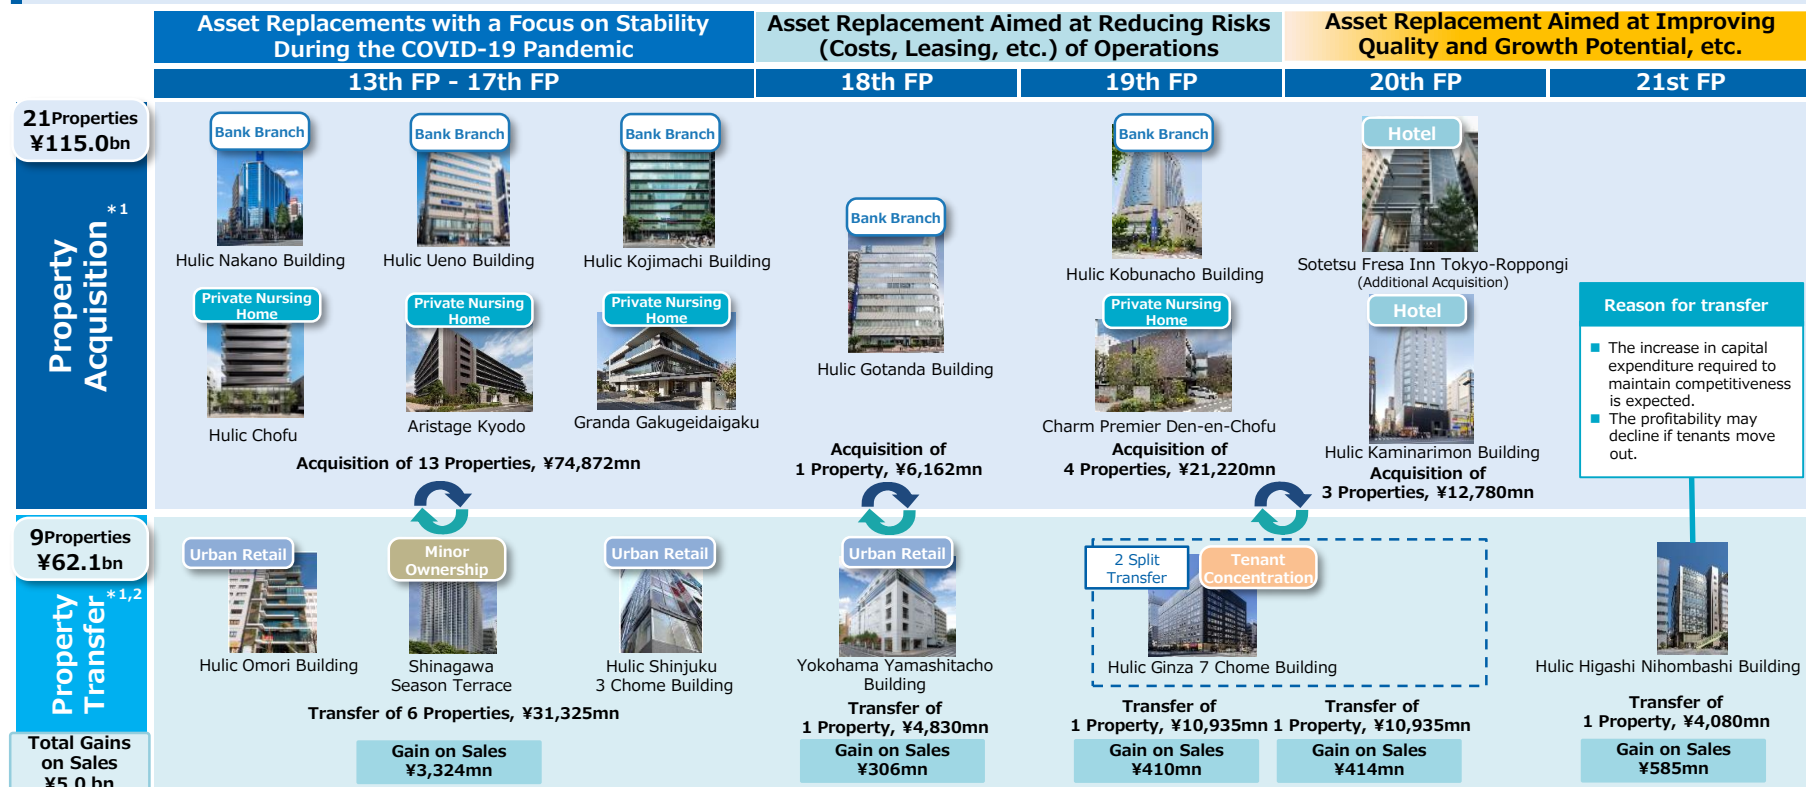 Asset Replacements with a Focus on Stability
During the COVID-19 Pandemic
Asset Replacement Aimed at Reducing Risks
(Costs, Leasing, etc.) of Operations
Asset Replacement Aimed at Improving
Quality and Growth Potential, etc.
13th FP - 17th FP
18th FP
19th FP
20th FP
21st FP
21Properties
¥115.0bn
Property
Acquisition
*1
Bank Branch
Hulic Nakano Building
Bank Branch
Hulic Ueno Building
Bank Branch
Hulic Kojimachi Building
Private Nursing
Home
Hulic Chofu
Private Nursing
Home
Aristage Kyodo
Private Nursing
Home
Granda Gakugeidaigaku
Acquisition of 13 Properties, ¥74,872mn
Bank Branch
Hulic Gotanda Building
Acquisition of
1 Property, ¥6,162mn
Bank Branch
Hulic Kobunacho Building
Private Nursing
Home
Charm Premier Den-en-Chofu
Acquisition of
4 Properties, ¥21,220mn
Hotel
Sotetsu Fresa Inn Tokyo-Roppongi
(Additional Acquisition)
Hotel
Hulic Kaminarimon Building
Acquisition of
3 Properties, ¥12,780mn
Reason for transfer
■ The increase in capital
expenditure required to
maintain competitiveness
is expected.
■ The profitability may
decline if tenants move
out.
9Properties
¥62.1bn
Property
Transfer
*1,2
Urban Retail
Hulic Omori Building
Minor
Ownership
Shinagawa
Season Terrace
Urban Retail
Hulic Shinjuku
3 Chome Building
Transfer of 6 Properties, ¥31,325mn
Urban Retail
Yokohama Yamashitacho
Building
Transfer of
1 Property, ¥4,830mn
2 Split
Transfer
Tenant
Concentration
Hulic Ginza 7 Chome Building
Transfer of
1 Property, ¥10,935mn
Transfer of
1 Property, ¥10,935mn
Hulic Higashi Nihombashi Building
Transfer of
1 Property, ¥4,080mn
Total Gains
on Sales
¥5.0 bn
Gain on Sales
¥3,324mn
Gain on Sales
¥306mn
Gain on Sales
¥410mn
Gain on Sales
¥414mn
Gain on Sales
¥585mn